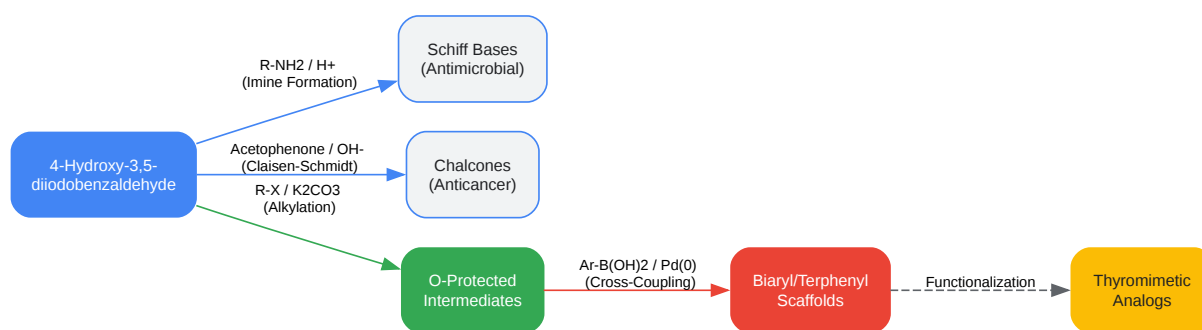 R-NH2 / H+
(Imine Formation)
Schiff Bases
(Antimicrobial)
4-Hydroxy-3,5-
diiodobenzaldehyde
Acetophenone / OH-
(Claisen-Schmidt)
Chalcones
(Anticancer)
R-X / K2CO3
(Alkylation)
O-Protected
Intermediates
Ar-B(OH)2 / Pd(0)
(Cross-Coupling)
Biaryl/Terphenyl
Scaffolds
Functionalization
Thyromimetic
Analogs